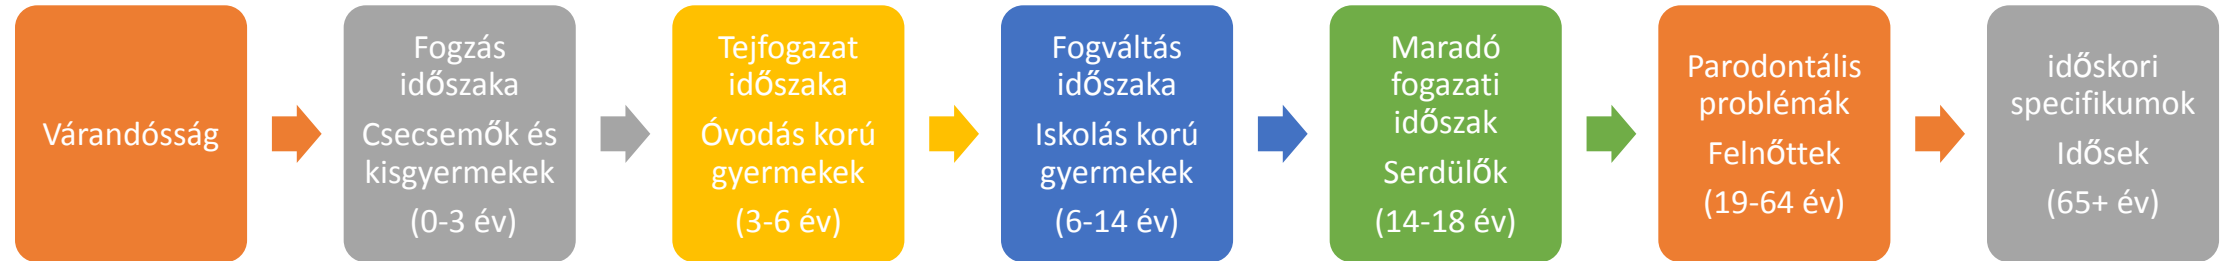 Várandósság
Fogzás
időszaka
Csecsemők és
kisgyermekek
(0-3 év)
Tejfogazat
időszaka
Óvodás korú
gyermekek
(3-6 év)
Fogváltás
időszaka
Iskolás korú
gyermekek
(6-14 év)
Maradó
fogazati
időszak
Serdülők
(14-18 év)
Parodontális
problémák
Felnőttek
(19-64 év)
időskori
specifikumok
Idősek
(65+ év)